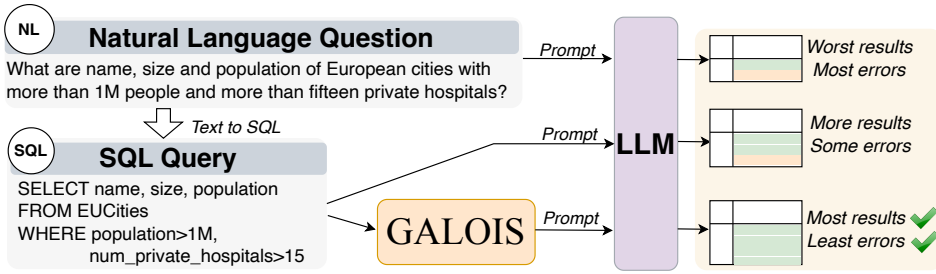 NL
Natural Language Question
What are name, size and population of European cities with
more than 1M people and more than fifteen private hospitals?
Text to SQL
SQL
SQL Query
SELECT name, size, population
FROM EUCities
WHERE population>1M,
num_private_hospitals>15
Prompt
Prompt
GALOIS
Prompt
LLM
Worst results
Most errors
More results
Some errors
Most results
Least errors